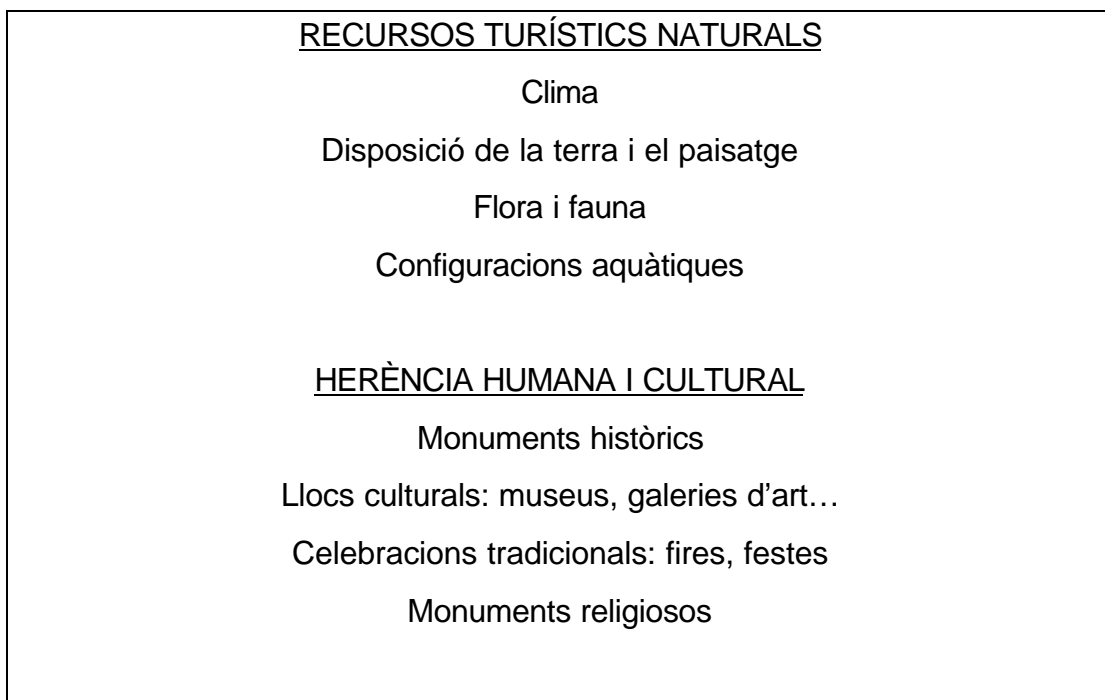 RECURSOS TURÍSTICS NATURALS
Clima
Disposició de la terra i el paisatge
Flora i fauna
Configuracions aquàtiques
HERÈNCIA HUMANA I CULTURAL
Monuments històrics
Llocs culturals: museus, galeries d’art…
Celebracions tradicionals: fires, festes
Monuments religiosos